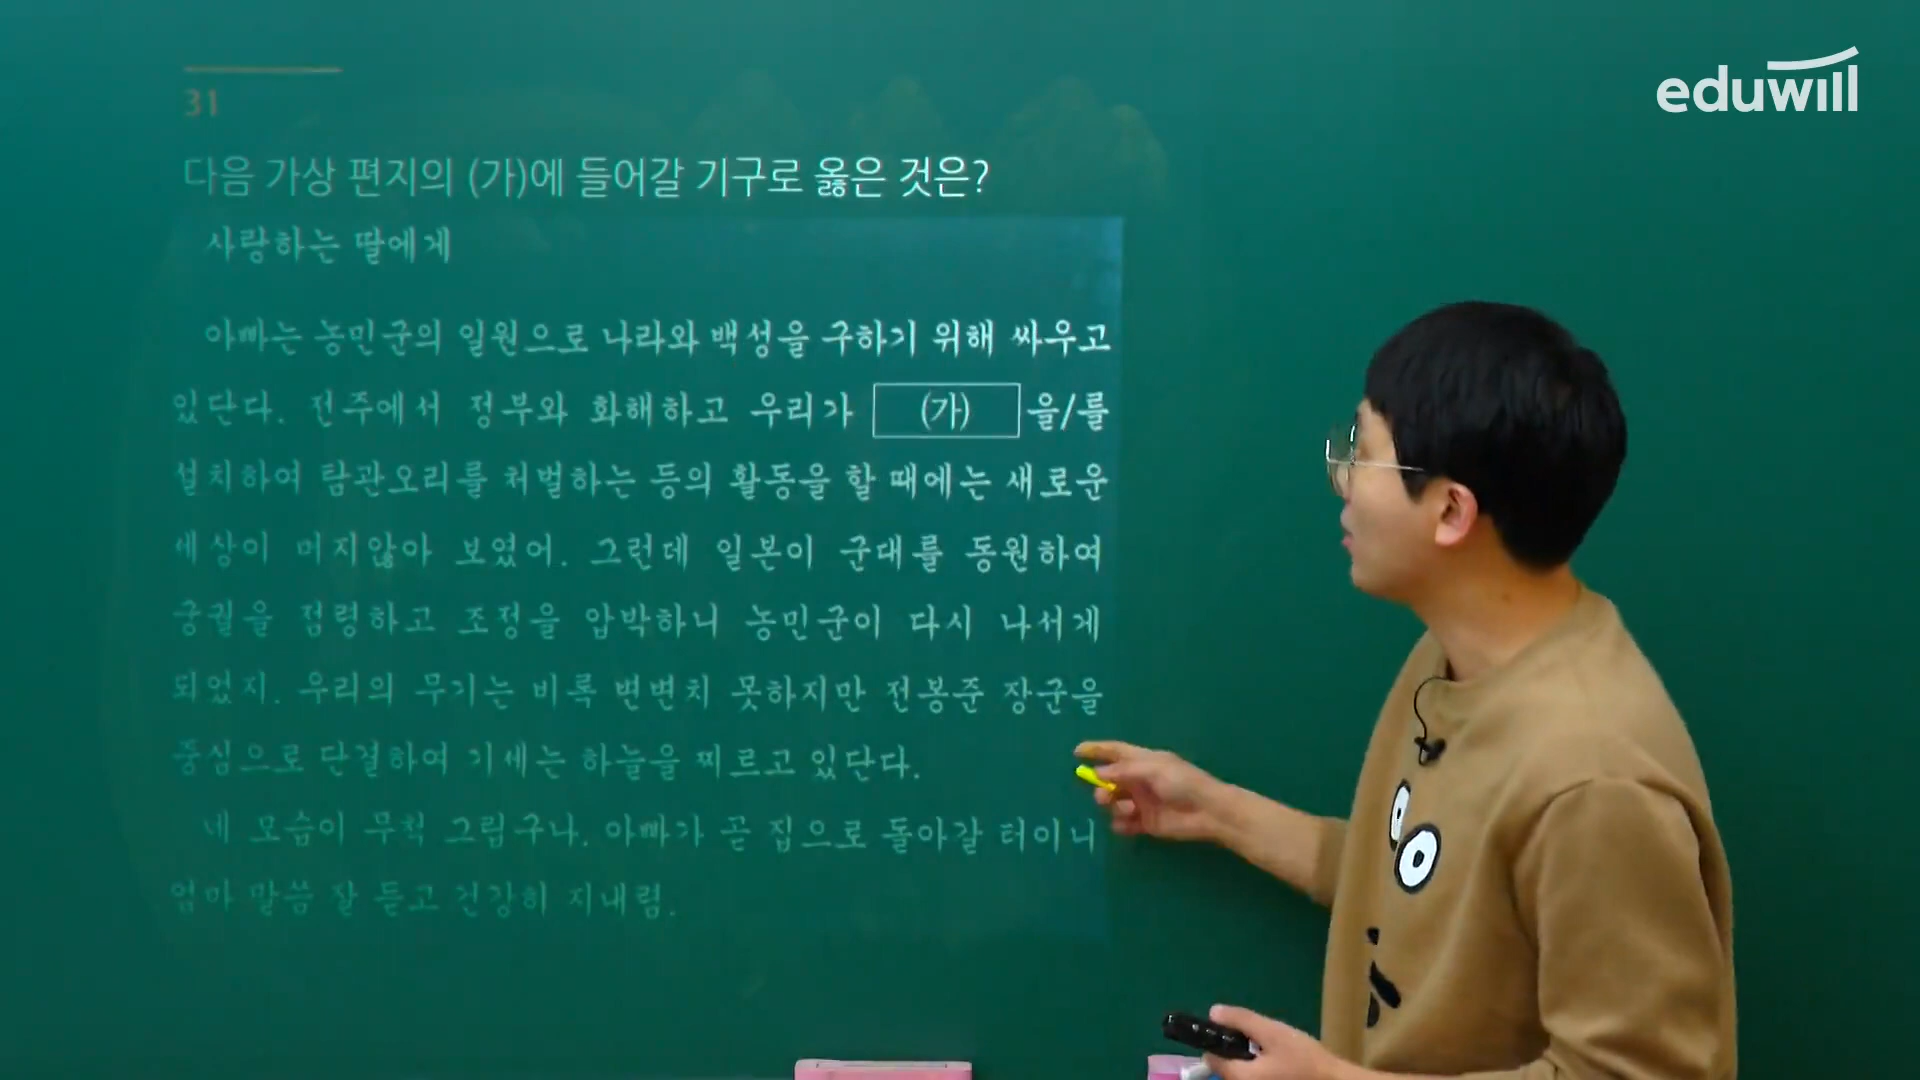 eduwill
31
다음 가상 편지의 (가)에 들어갈 기구로 옳은 것은?
사랑하는 딸에게
아빠는 농민군의 일원으로 나라와 백성을 구하기 위해 싸우고
있단다. 전주에서 정부와 화해하고 우리가 (가) 을/를
설치하여 탐관오리를 처벌하는 등의 활동을 할 때에는 새로운
세상이 머지않아 보였어. 그런데 일본이 군대를 동원하여
궁궐을 점령하고 조정을 압박하니 농민군이 다시 나서게
되었지. 우리의 무기는 비록 변변치 못하지만 전봉준 장군을
중심으로 단결하여 기세는 하늘을 찌르고 있단다.
네 모습이 무척 그립구나. 아빠가 곧 집으로 돌아갈 터이니
엄마 말씀 잘 듣고 건강히 지내렴.